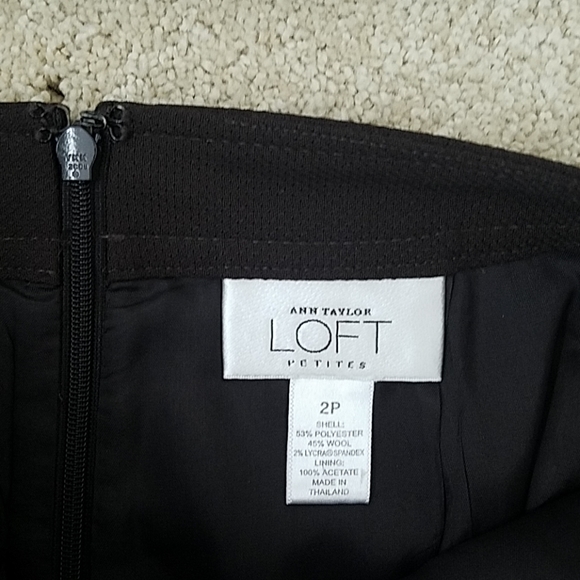 YKK
ANN TAYLOR
LOFT
PETITES
2P
SHELL:
53% POLYESTER
45% WOOL
2% LYCRA® SPANDEX
LINING:
100% ACETATE
MADE IN
THAILAND